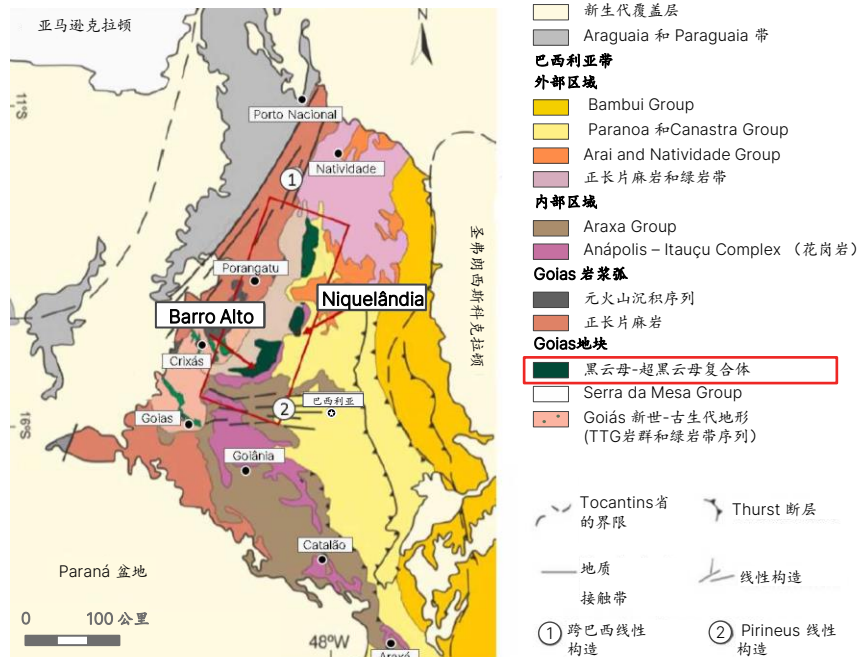 亚马逊克拉顿
N
11°S
Porto Nacional
Natividade
1
圣弗朗西斯科克拉顿
Porangatu
Niquelândia
Barro Alto
Crixás
2
巴西利亚
16°S
Goias
Goiânia
Catalão
Paraná 盆地
0 100 公里
48°W
Araxá
新生代覆盖层
Araguaia 和 Paraguaia 带
巴西利亚带
外部区域
Bambui Group
Paranoa 和Canastra Group
Arai and Natividade Group
正长片麻岩和绿岩带
内部区域
Araxa Group
Anápolis – Itauçu Complex （花岗岩）
Goias 岩浆弧
元火山沉积序列
正长片麻岩
Goias地块
黑云母-超黑云母复合体
Serra da Mesa Group
Goiás 新世-古生代地形
(TTG岩群和绿岩带序列)
Tocantins省
的界限
Thurst 断层
地质
接触带
线性构造
1 跨巴西线性
构造
2 Pirineus 线性
构造